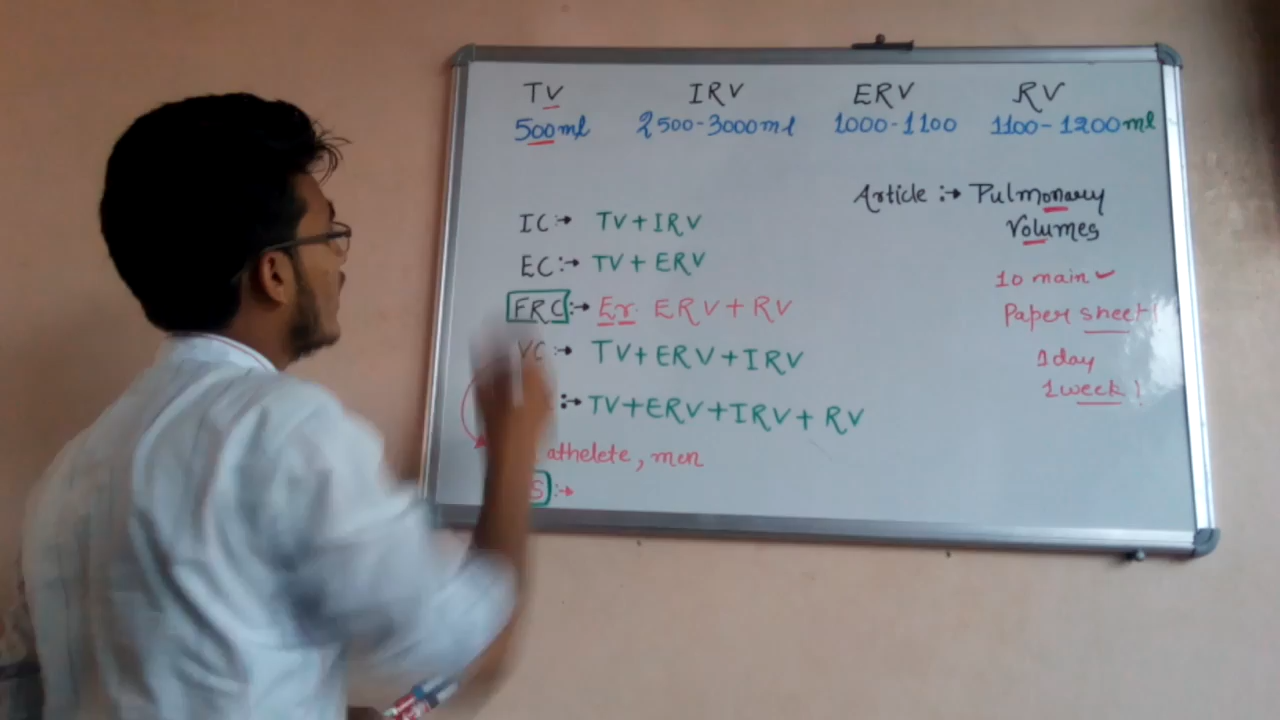 TV IRV ERV RV
500ml 2500-3000ml 1000-1100 1100-1200ml
Article :→ Pulmonary
Volumes
IC :→ TV+IRV
EC :→ TV+ERV
FRC :→ Er. ERV+RV
VC :→ TV+ERV+IRV
:→ TV+ERV+IRV+RV
athelete, men
S :→
10 main ✓
Paper sheet!
1 day
1 week!